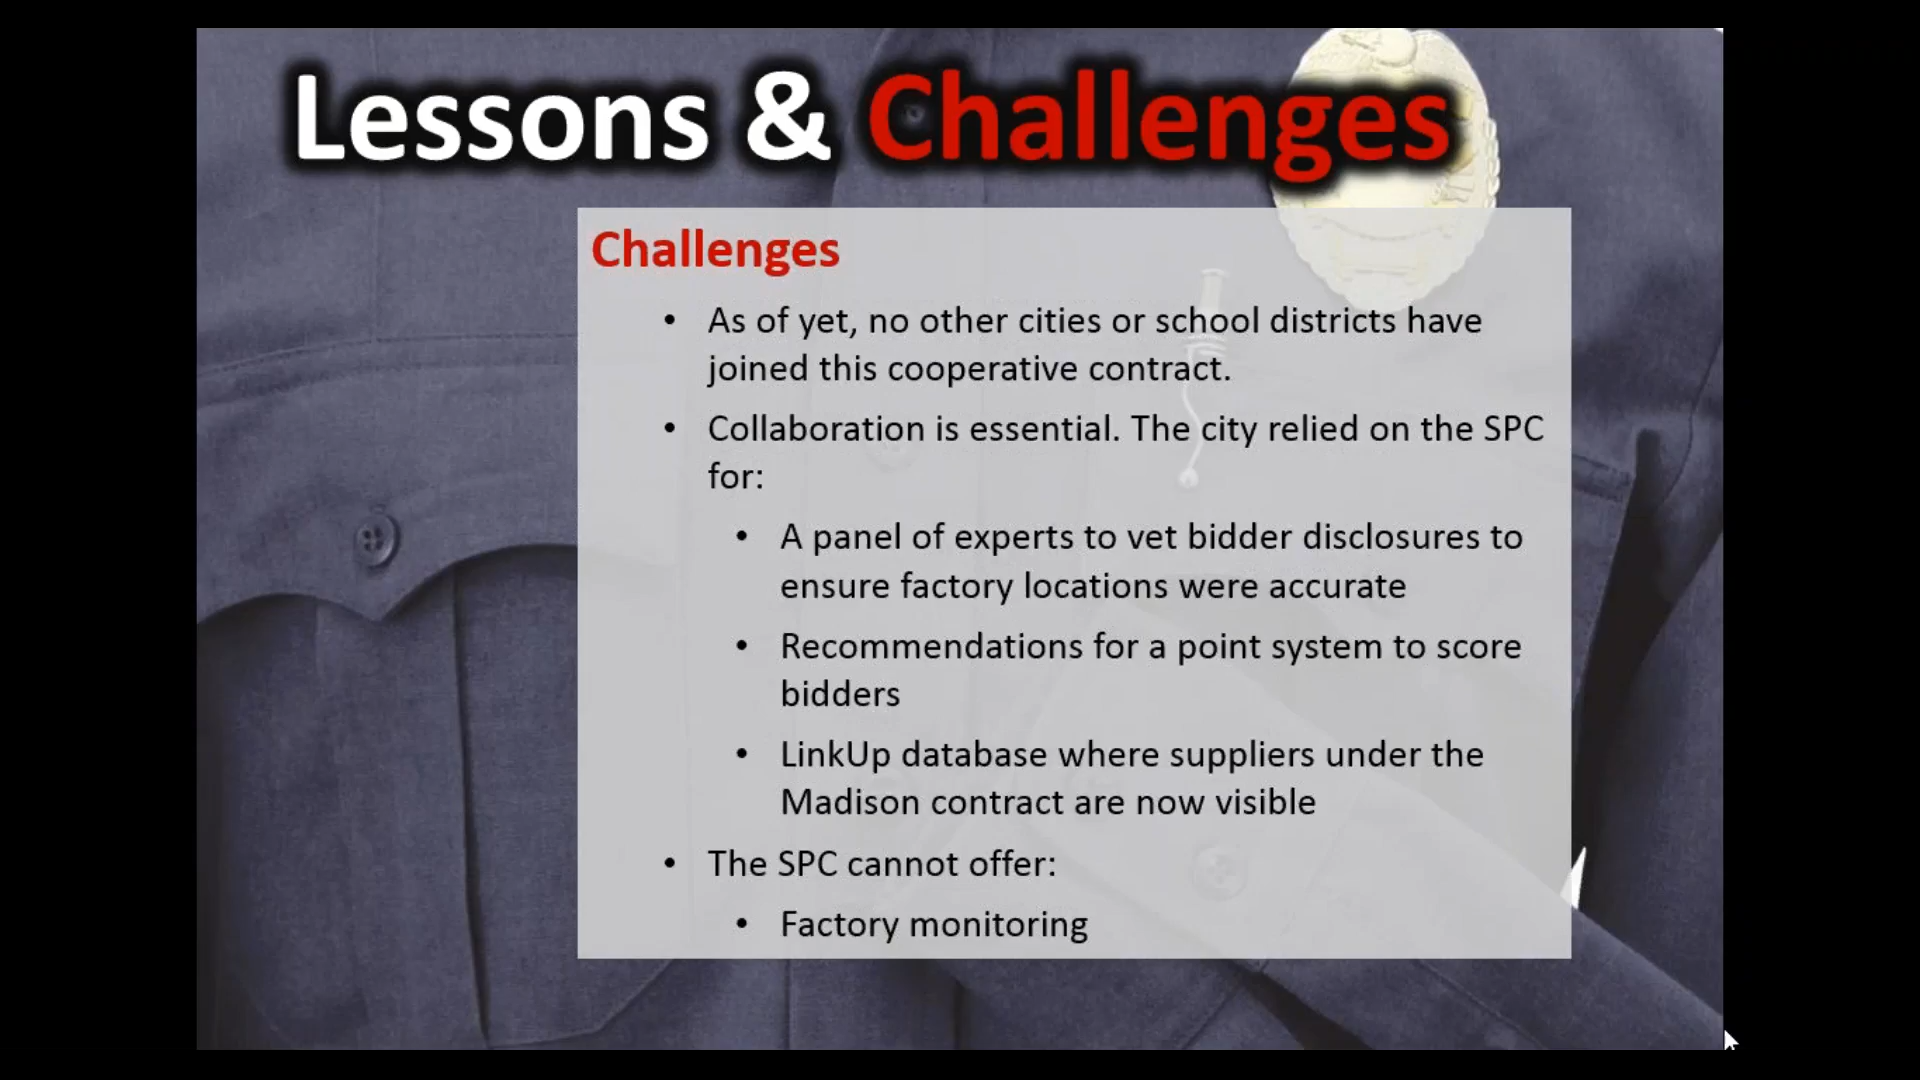 Lessons & Challenges
Challenges
• As of yet, no other cities or school districts have
joined this cooperative contract.
• Collaboration is essential. The city relied on the SPC
for:
• A panel of experts to vet bidder disclosures to
ensure factory locations were accurate
• Recommendations for a point system to score
bidders
• LinkUp database where suppliers under the
Madison contract are now visible
• The SPC cannot offer:
• Factory monitoring